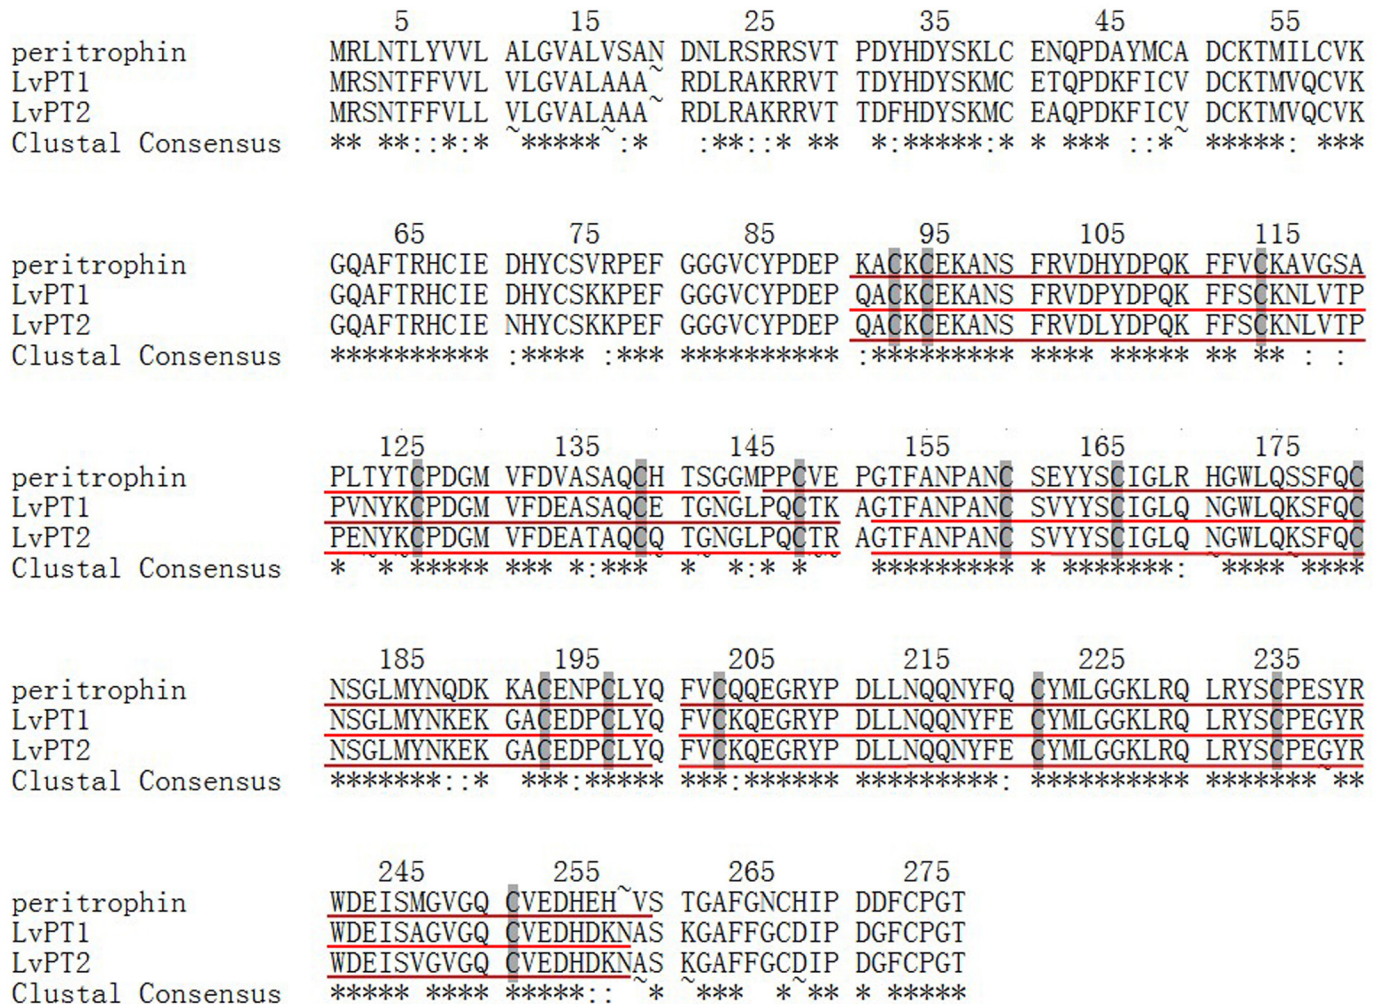 5 15 25 35 45 55
peritrophin MRLNTLYVVL ALGVALVSAN DNLRSRRSVT PDYHDYSKLC ENQPDAYMCA DCKTMILCVK
LvPT1 MRSNTFFVVL VLGVALAAA~ RDLRAKRRVT TDYHDYSKMC ETQPDKFICV DCKTMVQCVK
LvPT2 MRSNTFFVLL VLGVALAAA~ RDLRAKRRVT TDFHDYSKMC EAQPDKFICV DCKTMVQCVK
Clustal Consensus ** **::*:* ~*****~:* :**::* ** *:*****:* * *** ::*~ *****: ***
65 75 85 95 105 115
peritrophin GQAFTRHCIE DHYCSVRPEF GGGVCYPDEP KACKCEKANS FRVDHYDPQK FFVCKAVGSA
LvPT1 GQAFTRHCIE DHYCSKKPEF GGGVCYPDEP QACKCEKANS FRVDPYDPQK FFSCKNLVTP
LvPT2 GQAFTRHCIE NHYCSKKPEF GGGVCYPDEP QACKCEKANS FRVDLYDPQK FFSCKNLVTP
Clustal Consensus ********** :**** :*** ********** :********* **** ***** ** ** : :
125 135 145 155 165 175
peritrophin PLTYTCPDGM VFDVASAQCH TSGGMPPCVE PGTFANPANC SEYYSCIGLR HGWLQSSFQC
LvPT1 PVNYKCPDGM VFDEASAQCE TGNGLPQCTK AGTFANPANC SVYYSCIGLQ NGWLQKSFQC
LvPT2 PENYKCPDGM VFDEATAQCQ TGNGLPQCTR AGTFANPANC SVYYSCIGLQ NGWLQKSFQC
Clustal Consensus * * ***** *** *:*** * *:* * ********* * *******: **** ****
185 195 205 215 225 235
peritrophin NSGLMYNQDK KACENPCLYQ FVCQQEGRYP DLLNQQNYFQ CYMLGGKLRQ LRYSCPESYR
LvPT1 NSGLMYNKEK GACEDPCLYQ FVCKQEGRYP DLLNQQNYFE CYMLGGKLRQ LRYSCPEGYR
LvPT2 NSGLMYNKEK GACEDPCLYQ FVCKQEGRYP DLLNQQNYFE CYMLGGKLRQ LRYSCPEGYR
Clustal Consensus *******::* ***:***** ***:****** *********: ********** *******~**
245 255 265 275
peritrophin WDEISMGVGQ CVEDHEH~VS TGAFGNCHIP DDFCPGT
LvPT1 WDEISAGVGQ CVEDHDKNAS KGAFFGCDIP DGFCPGT
LvPT2 WDEISVGVGQ CVEDHDKNAS KGAFFGCDIP DGFCPGT
Clustal Consensus ***** **** *****:: ~* ~*** *~** * *****